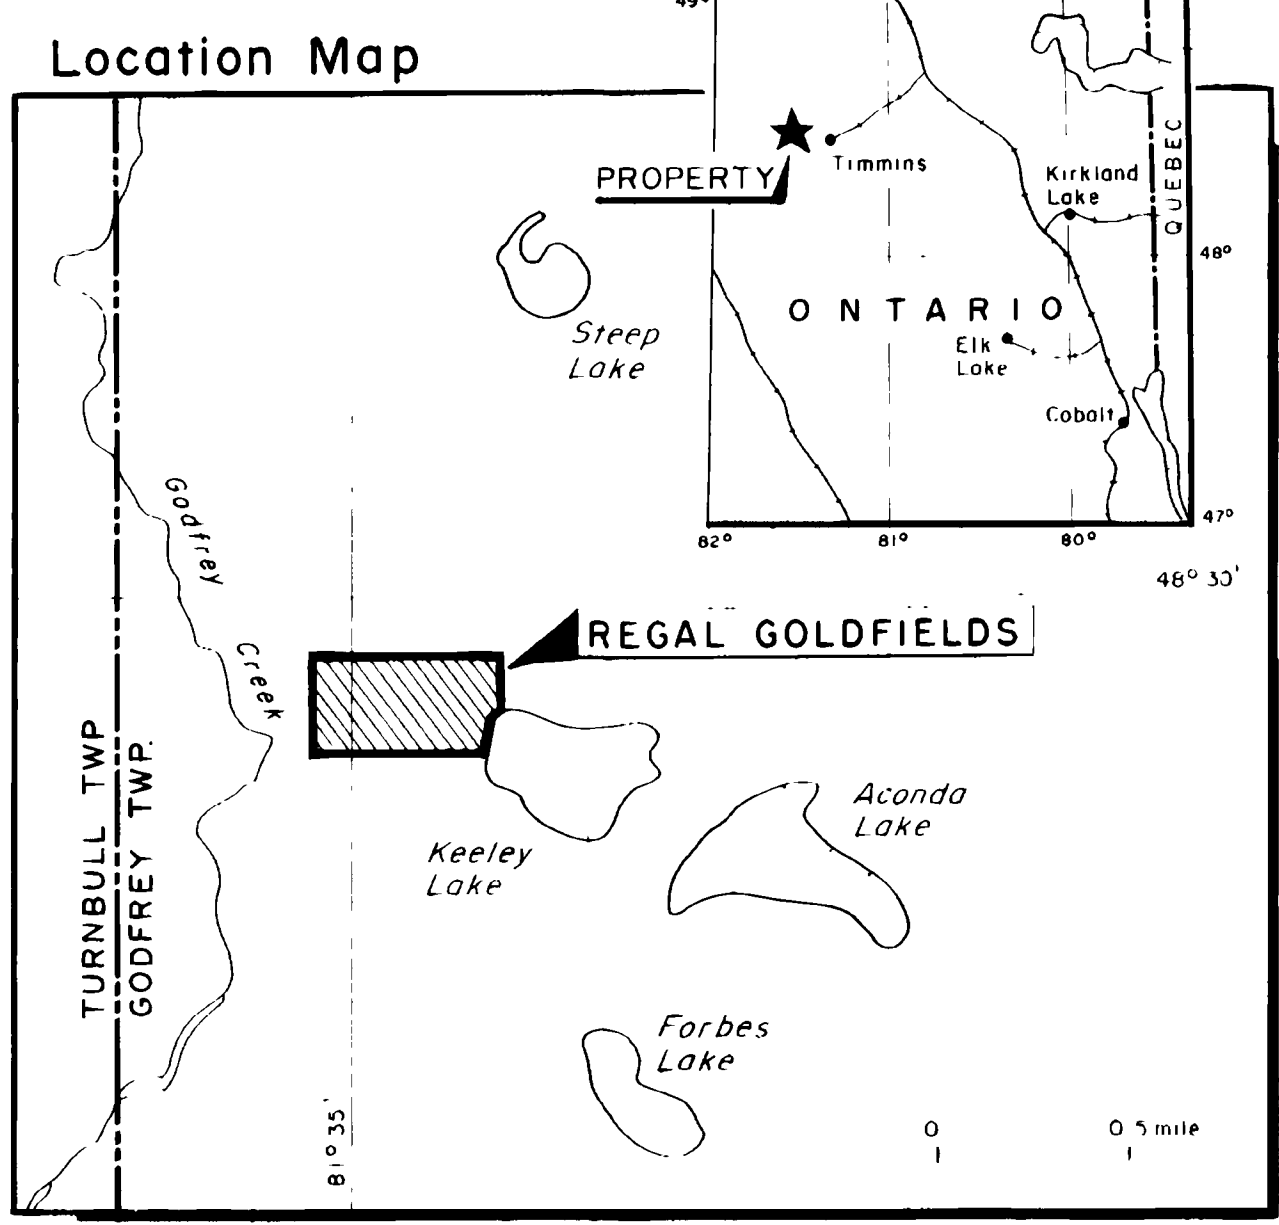 49°
Location Map
Timmins
PROPERTY
Kirkland
Lake
QUEBEC
48°
ONTARIO
Elk
Lake
Cobalt
47°
82°
81°
80°
48° 30'
Steep
Lake
Godfrey
Creek
REGAL GOLDFIELDS
TURNBULL TWP
GODFREY TWP.
Keeley
Lake
Aconda
Lake
Forbes
Lake
81° 35'
0
0 5 mile